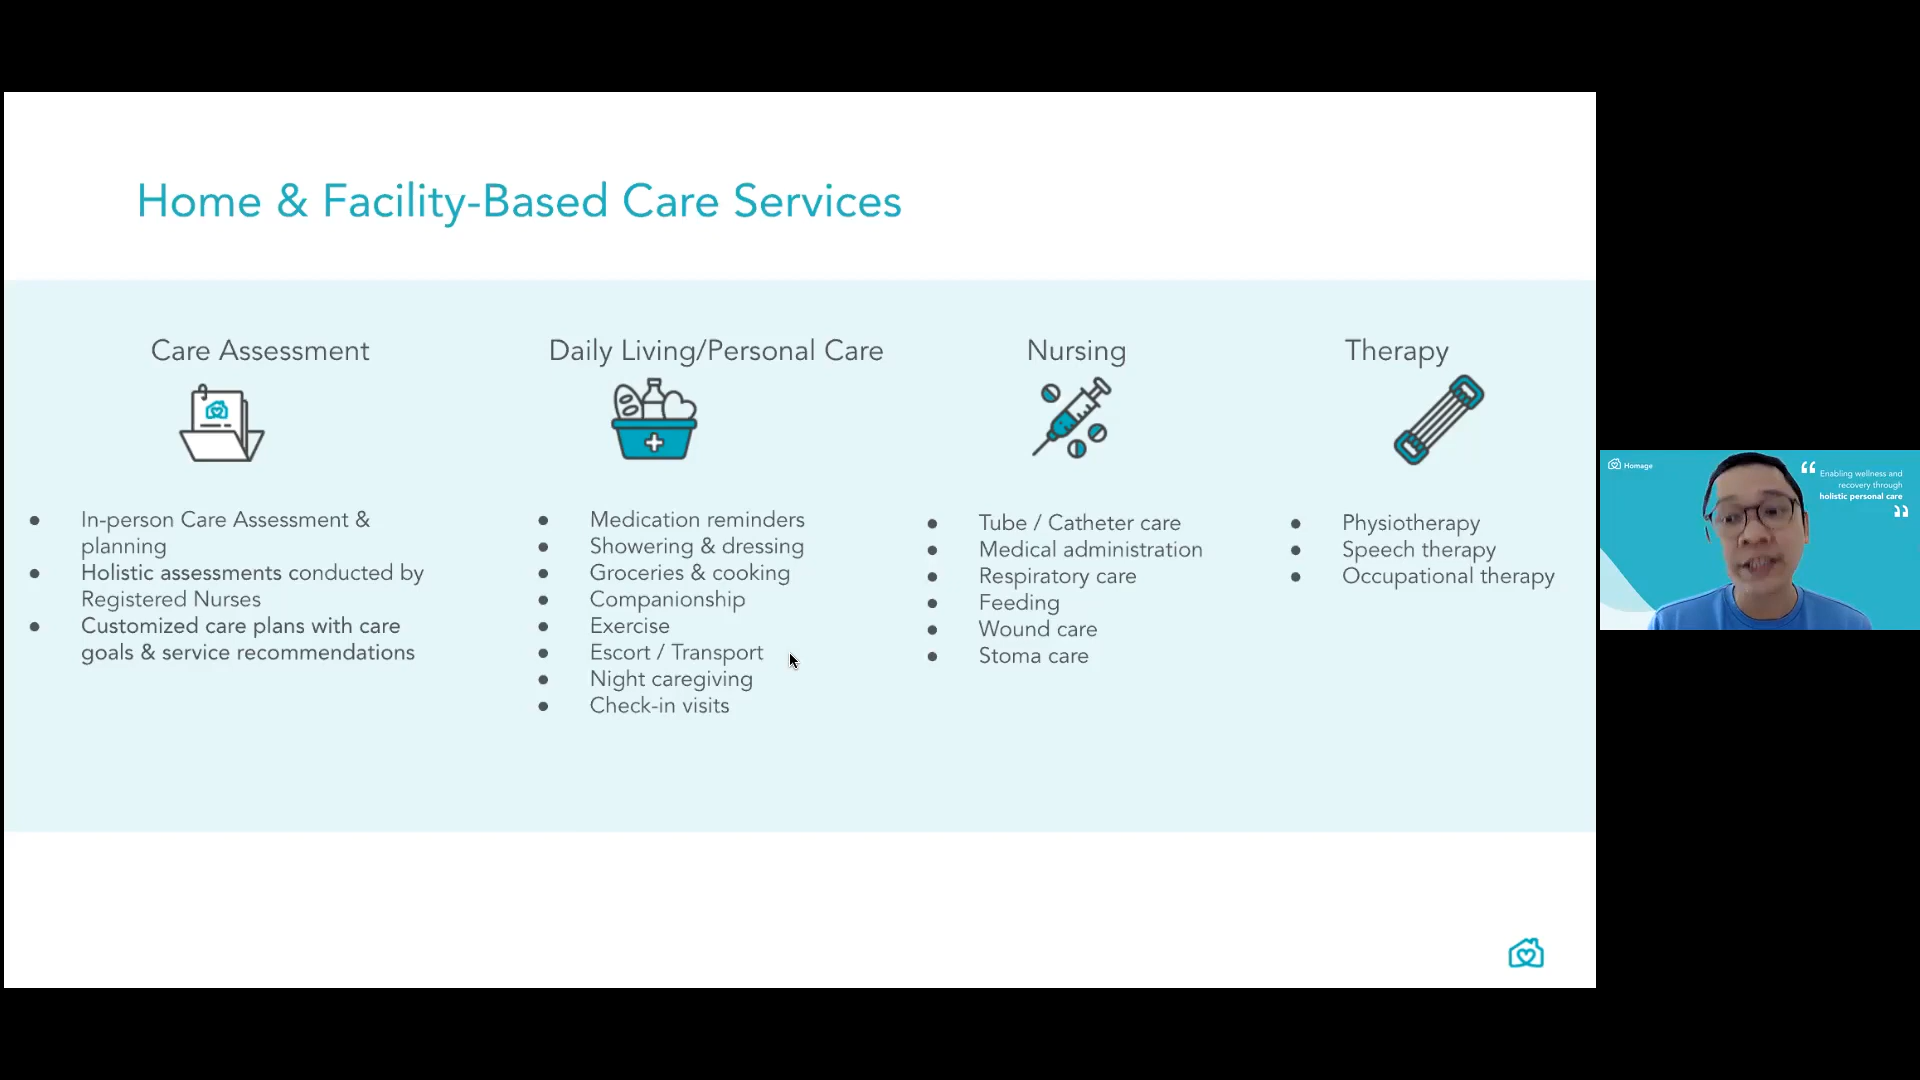 Home & Facility-Based Care Services
Care Assessment
In-person Care Assessment &
planning
Holistic assessments conducted by
Registered Nurses
Customized care plans with care
goals & service recommendations
Daily Living/Personal Care
Medication reminders
Showering & dressing
Groceries & cooking
Companionship
Exercise
Escort / Transport
Night caregiving
Check-in visits
Nursing
Tube / Catheter care
Medical administration
Respiratory care
Feeding
Wound care
Stoma care
Therapy
Physiotherapy
Speech therapy
Occupational therapy
Homage
“ Enabling wellness and
recovery through
holistic personal care
”